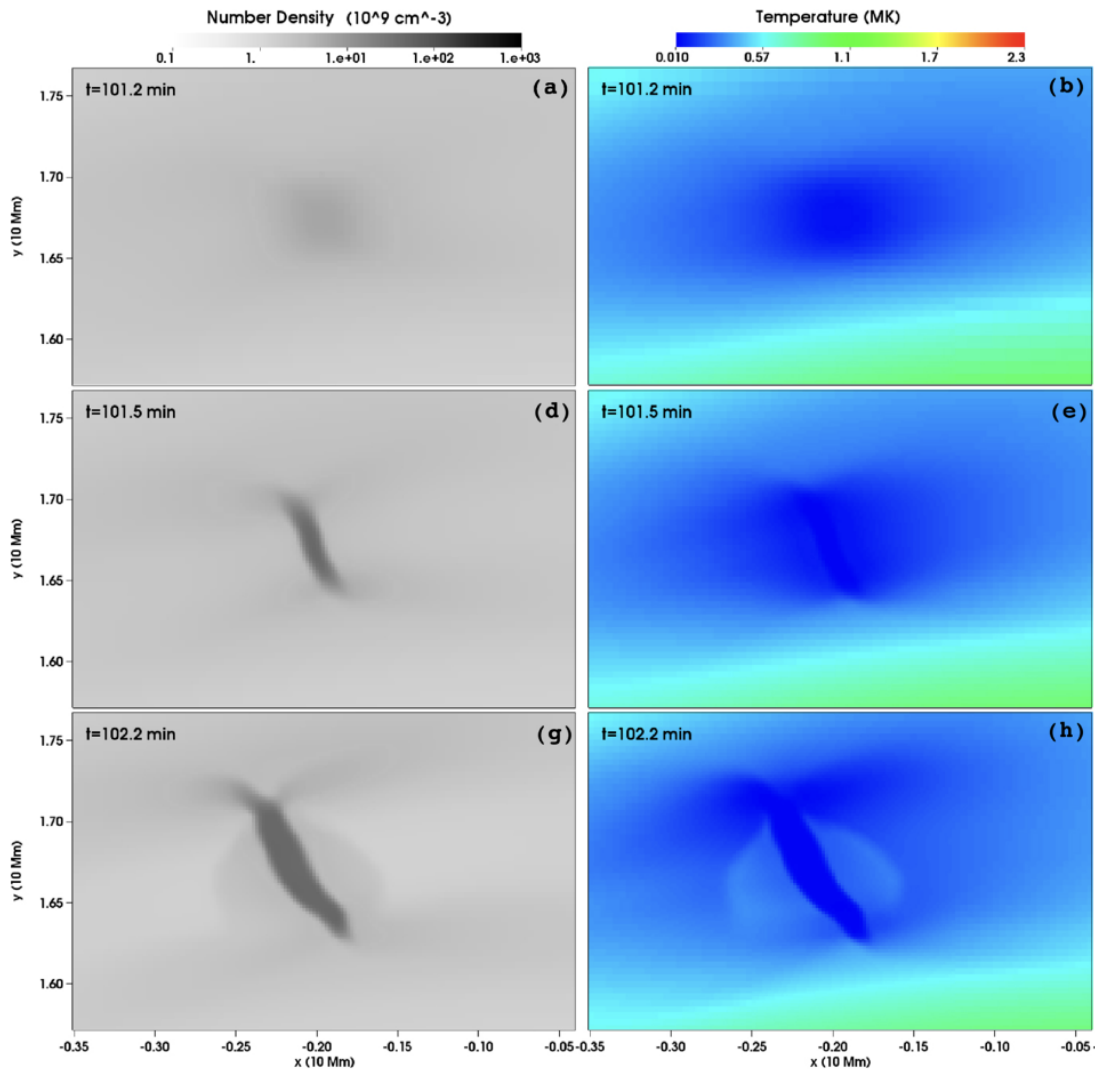 Number Density (10^9 cm^-3)
0.1 1. 1.e+01 1.e+02 1.e+03
Temperature (MK)
0.010 0.57 1.1 1.7 2.3
t=101.2 min
(a)
1.75
1.70
1.65
1.60
y (10 Mm)
t=101.2 min
(b)
t=101.5 min
(d)
1.75
1.70
1.65
1.60
y (10 Mm)
t=101.5 min
(e)
t=102.2 min
(g)
1.75
1.70
1.65
1.60
y (10 Mm)
t=102.2 min
(h)
-0.35 -0.30 -0.25 -0.20 -0.15 -0.10 -0.05
x (10 Mm)
-0.35 -0.30 -0.25 -0.20 -0.15 -0.10 -0.05
x (10 Mm)